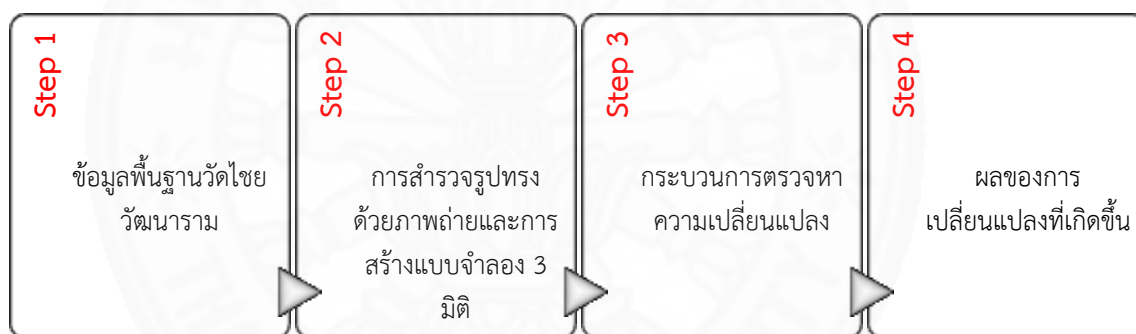 Step 1
ข้อมูลพื้นฐานวัดไชย
วัฒนาราม
Step 2
การสำรวจรูปทรง
ด้วยภาพถ่ายและการ
สร้างแบบจำลอง 3
มิติ
Step 3
กระบวนการตรวจหา
ความเปลี่ยนแปลง
Step 4
ผลของการ
เปลี่ยนแปลงที่เกิดขึ้น